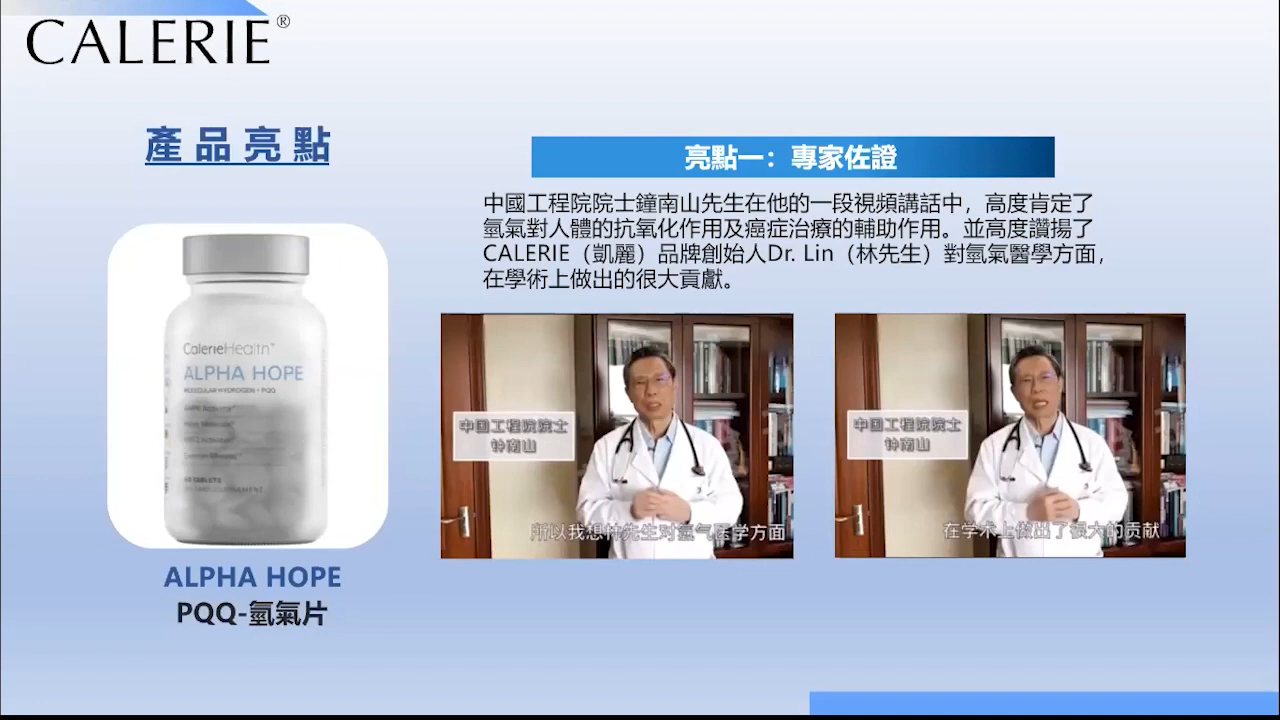 CALERIE®
產品亮點
亮點一：專家佐證
中國工程院院士鐘南山先生在他的一段視頻講話中，高度肯定了
氫氣對人體的抗氧化作用及癌症治療的輔助作用。並高度讚揚了
CALERIE（凱麗）品牌創始人Dr. Lin（林先生）對氫氣醫學方面，
在學術上做出的很大貢獻。
CalerieHealth™
ALPHA HOPE
MOLECULAR HYDROGEN + PQQ
60 TABLETS
中国工程院院士
钟南山
所以我想林先生对氢气医学方面
中国工程院院士
钟南山
在学术上做出了很大的贡献
ALPHA HOPE
PQQ-氫氣片